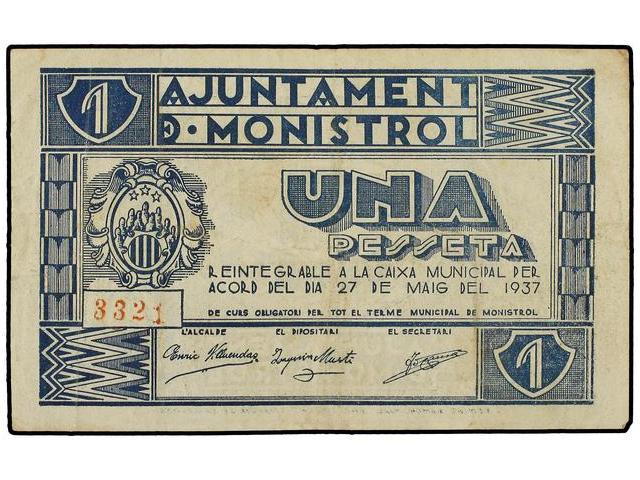 1
AJUNTAMENT
D MONISTROL
UNA
PESSETA
REINTEGRABLE A LA CAIXA MUNICIPAL PER
ACORD DEL DIA 27 DE MAIG DEL 1937
DE CURS OBLIGATORI PER TOT EL TERME MUNICIPAL DE MONISTROL
3321
L'ALCALDE EL DIPOSITARI EL SECRETARI
Enric
1